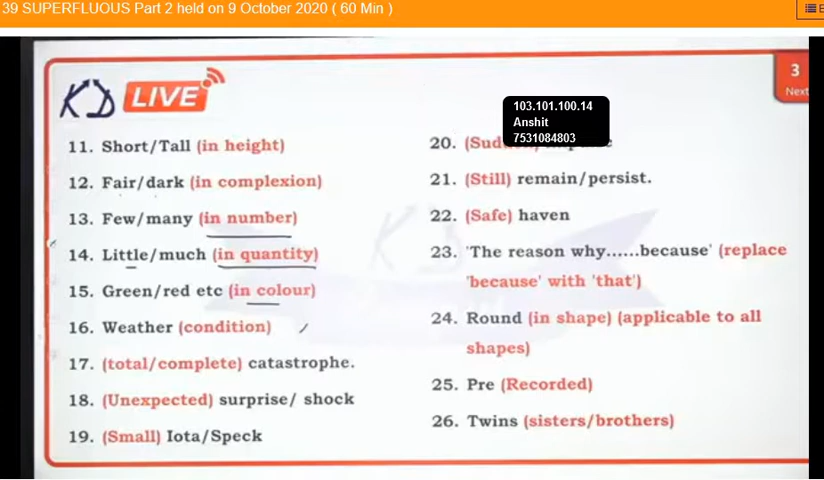 39 SUPERFLUOUS Part 2 held on 9 October 2020 ( 60 Min )
KD LIVE
3
Next
103.101.100.14
Anshit
7531084803
11. Short/Tall (in height)
12. Fair/dark (in complexion)
13. Few/many (in number)
14. Little/much (in quantity)
15. Green/red etc (in colour)
16. Weather (condition)
17. (total/complete) catastrophe.
18. (Unexpected) surprise/ shock
19. (Small) Iota/Speck
20.
21. (Still) remain/persist.
22. (Safe) haven
23. 'The reason why......because' (replace
'because' with 'that')
24. Round (in shape) (applicable to all
shapes)
25. Pre (Recorded)
26. Twins (sisters/brothers)